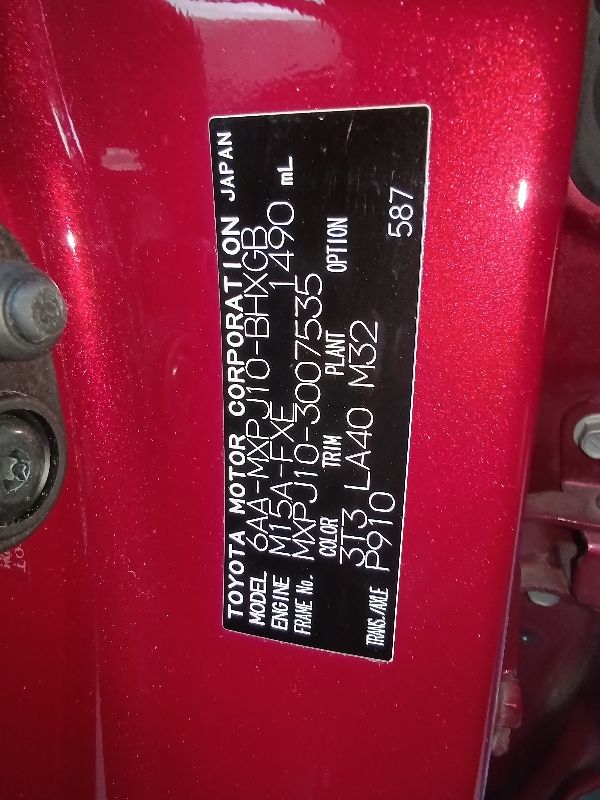 TOYOTA MOTOR CORPORATION JAPAN
MODEL 6AA-MXPJ10-BHXGB
ENGINE M15A-FXE 1490 mL
FRAME No. MXPJ10-3007535
COLOR TRIM PLANT OPTION
3T3 LA40 M32
TRANS./AXLE P910 587